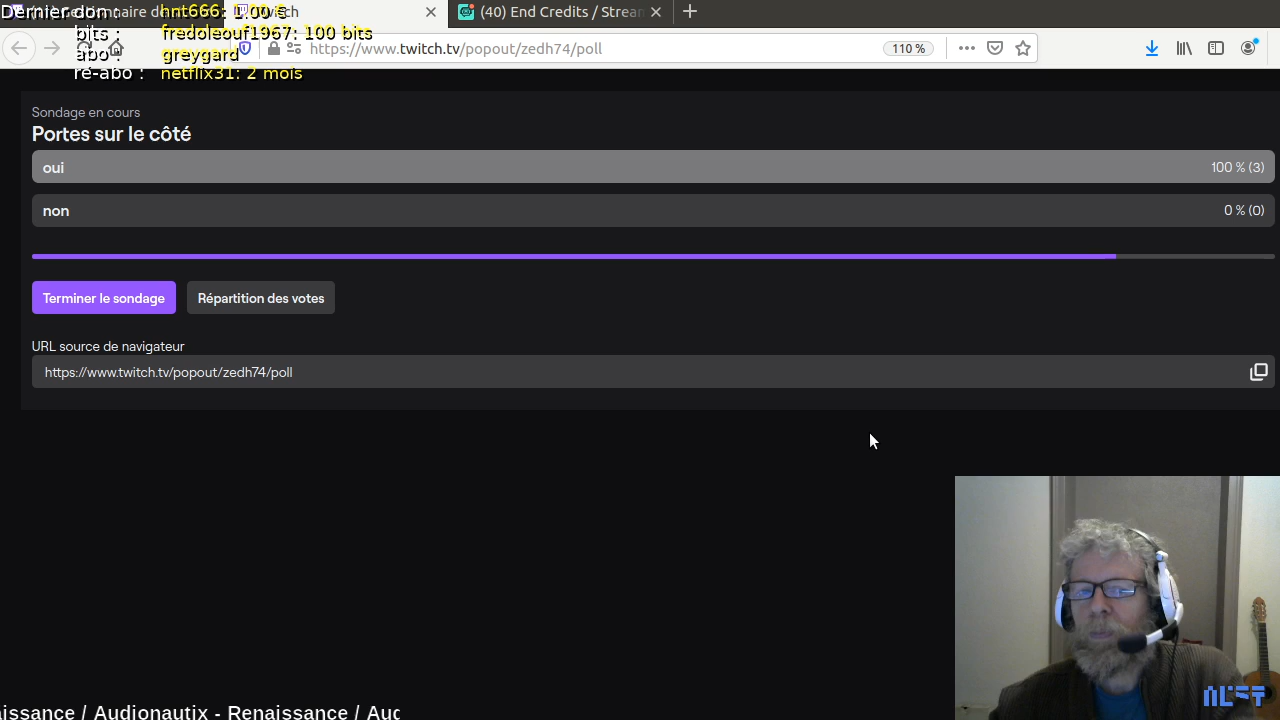 Dernier don : hnt666: 1.00 €
bits : fredoleouf1967: 100 bits
abo : greygard
ré-abo : netflix31: 2 mois
(40) End Credits / Strea
https://www.twitch.tv/popout/zedh74/poll
110 %
Sondage en cours
Portes sur le côté
oui 100 % (3)
non 0 % (0)
Terminer le sondage Répartition des votes
URL source de navigateur
https://www.twitch.tv/popout/zedh74/poll
aissance / Audionautix - Renaissance / Auc